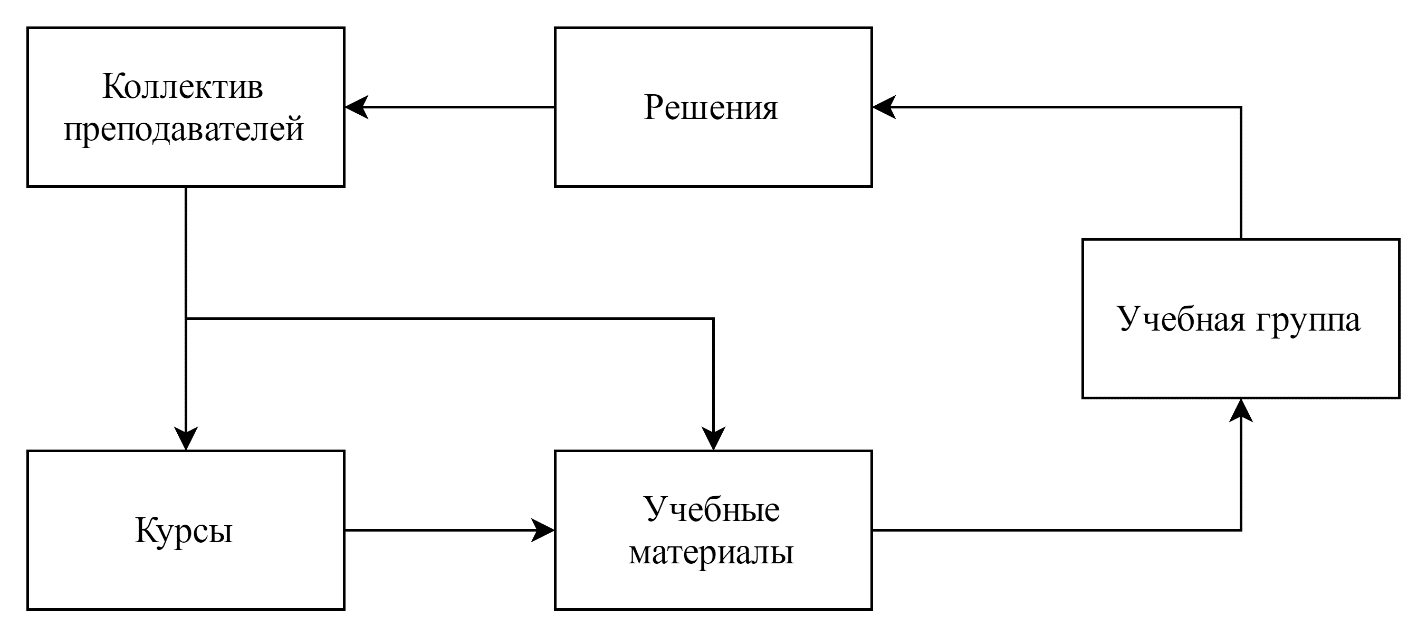 Коллектив
преподавателей
Решения
Учебная группа
Курсы
Учебные
материалы